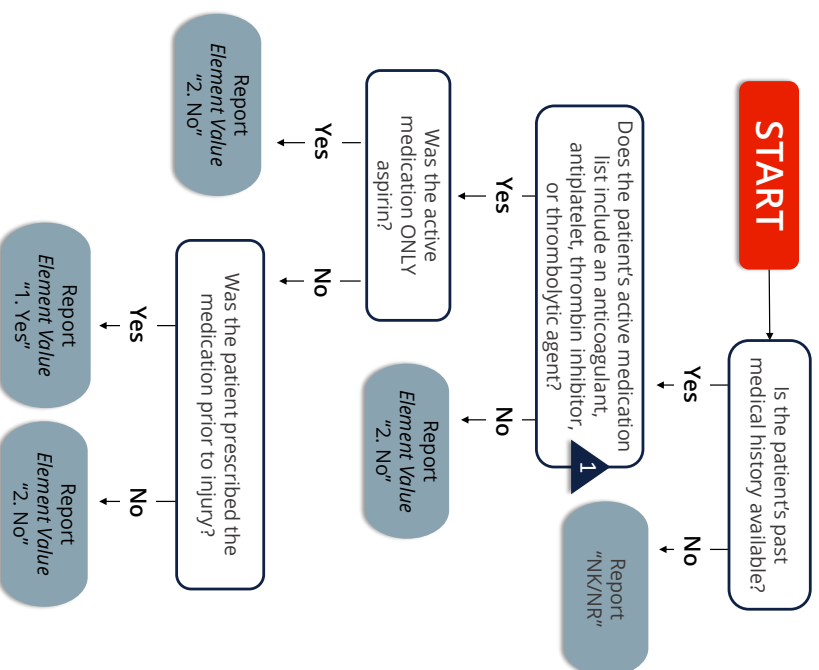 START
Is the patient's past
medical history available?
Yes
No
Report
"NK/NR"
Does the patient's active medication
list include an anticoagulant,
antiplatelet, thrombin inhibitor,
or thrombolytic agent?
1
Yes
No
Report
Element Value
"2. No"
Was the active
medication ONLY
aspirin?
Yes
No
Report
Element Value
"2. No"
Was the patient prescribed the
medication prior to injury?
Yes
No
Report
Element Value
"1. Yes"
Report
Element Value
"2. No"